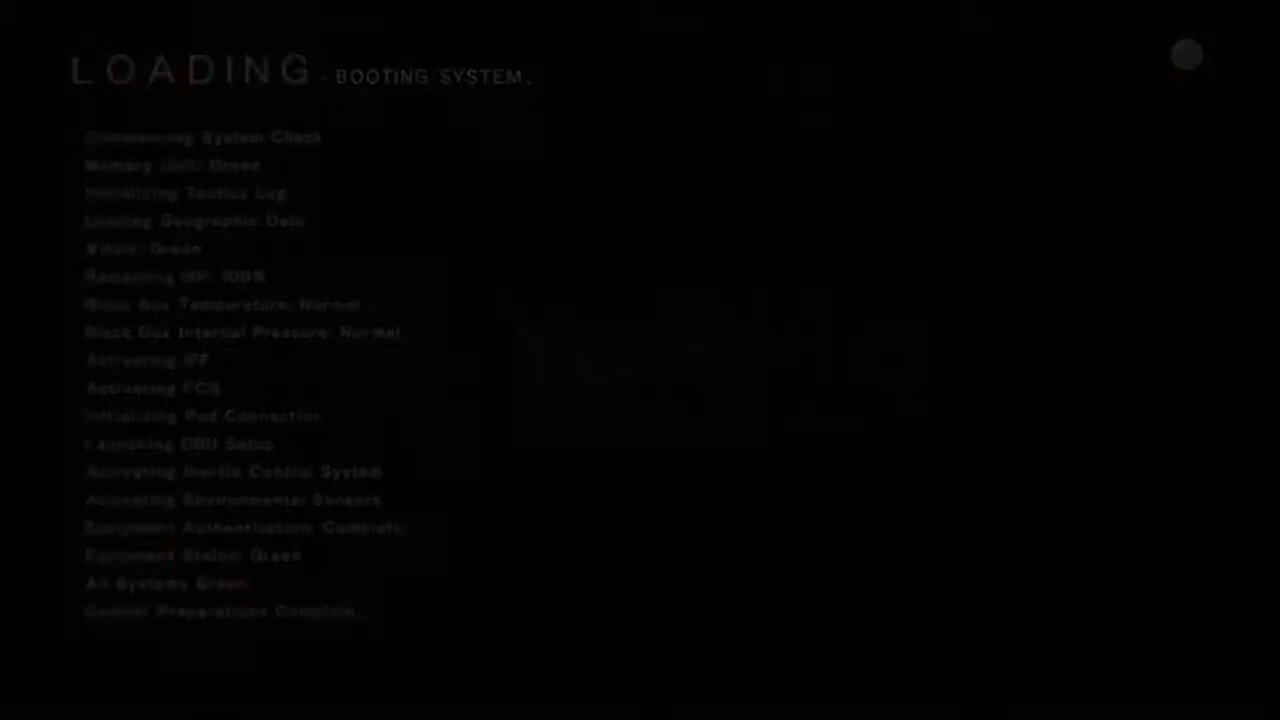 LOADING - BOOTING SYSTEM.
Commencing System Check
Memory Unit: Green
Initializing Tactics Log
Loading Geographic Data
Vitals: Green
Remaining MP: 100%
Black Box Temperature: Normal
Black Box Internal Pressure: Normal
Activating IFF
Activating FCS
Initializing Pod Connection
Launching DBU Setup
Activating Inertia Control System
Activating Environmental Sensors
Equipment Authentication: Complete
Equipment Status: Green
All Systems Green
Combat Preparations Complete_